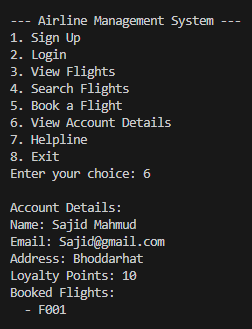 --- Airline Management System ---
1. Sign Up
2. Login
3. View Flights
4. Search Flights
5. Book a Flight
6. View Account Details
7. Helpline
8. Exit
Enter your choice: 6
Account Details:
Name: Sajid Mahmud
Email: Sajid@gmail.com
Address: Bhoddarhat
Loyalty Points: 10
Booked Flights:
- F001